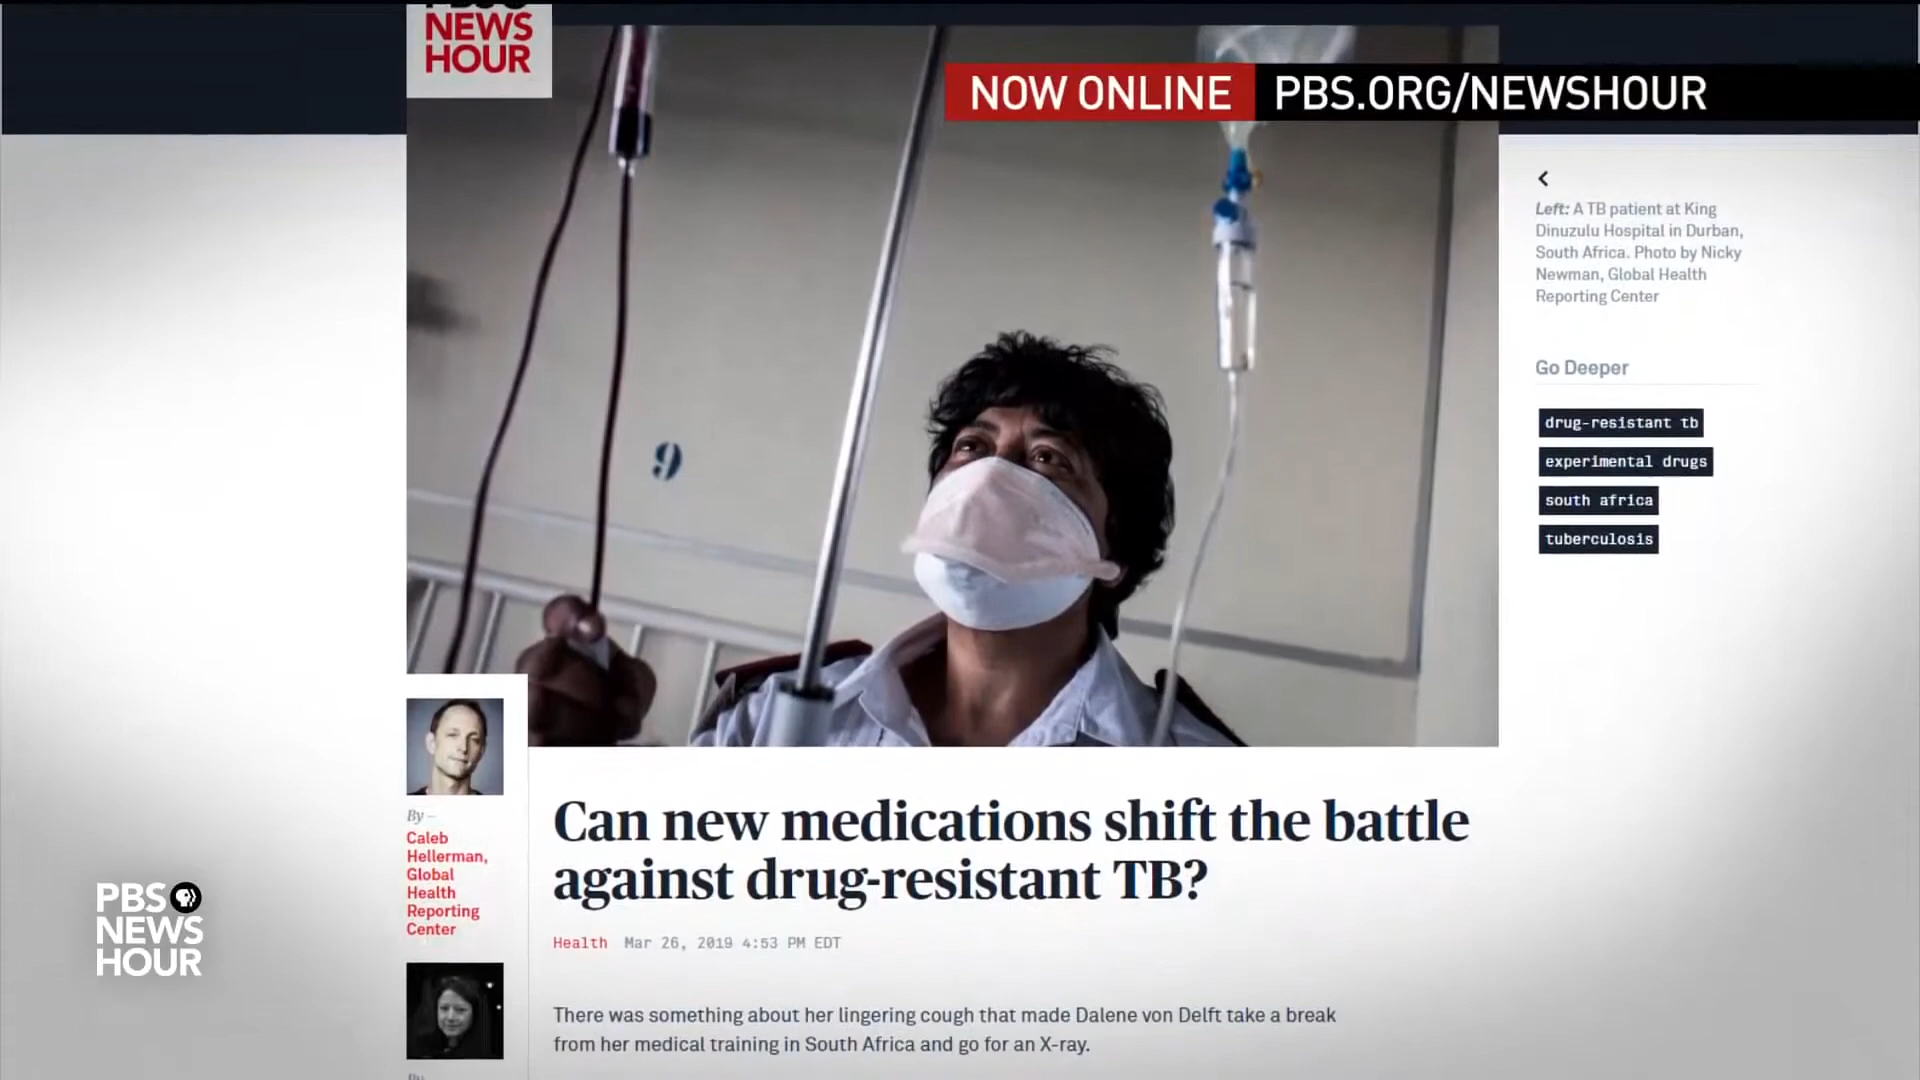 NEWS
HOUR
NOW ONLINE PBS.ORG/NEWSHOUR
Left: A TB patient at King
Dinuzulu Hospital in Durban,
South Africa. Photo by Nicky
Newman, Global Health
Reporting Center
Go Deeper
drug-resistant tb
experimental drugs
south africa
tuberculosis
9
By –
Caleb
Hellerman,
Global
Health
Reporting
Center
Can new medications shift the battle
against drug-resistant TB?
Health Mar 26, 2019 4:53 PM EDT
There was something about her lingering cough that made Dalene von Delft take a break
from her medical training in South Africa and go for an X-ray.
PBS
NEWS
HOUR